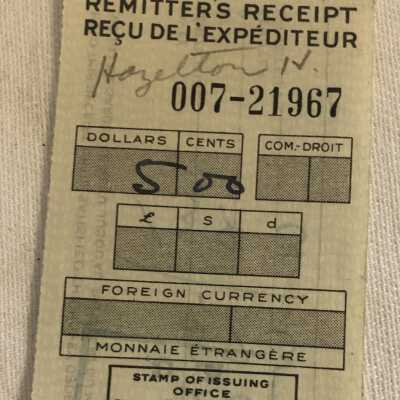 REMITTER'S RECEIPT
REÇU DE L'EXPÉDITEUR
Hazelton H.
007-21967
DOLLARS CENTS COM.-DROIT
5 00
£ s d
FOREIGN CURRENCY
MONNAIE ÉTRANGÈRE
STAMP OF ISSUING
OFFICE